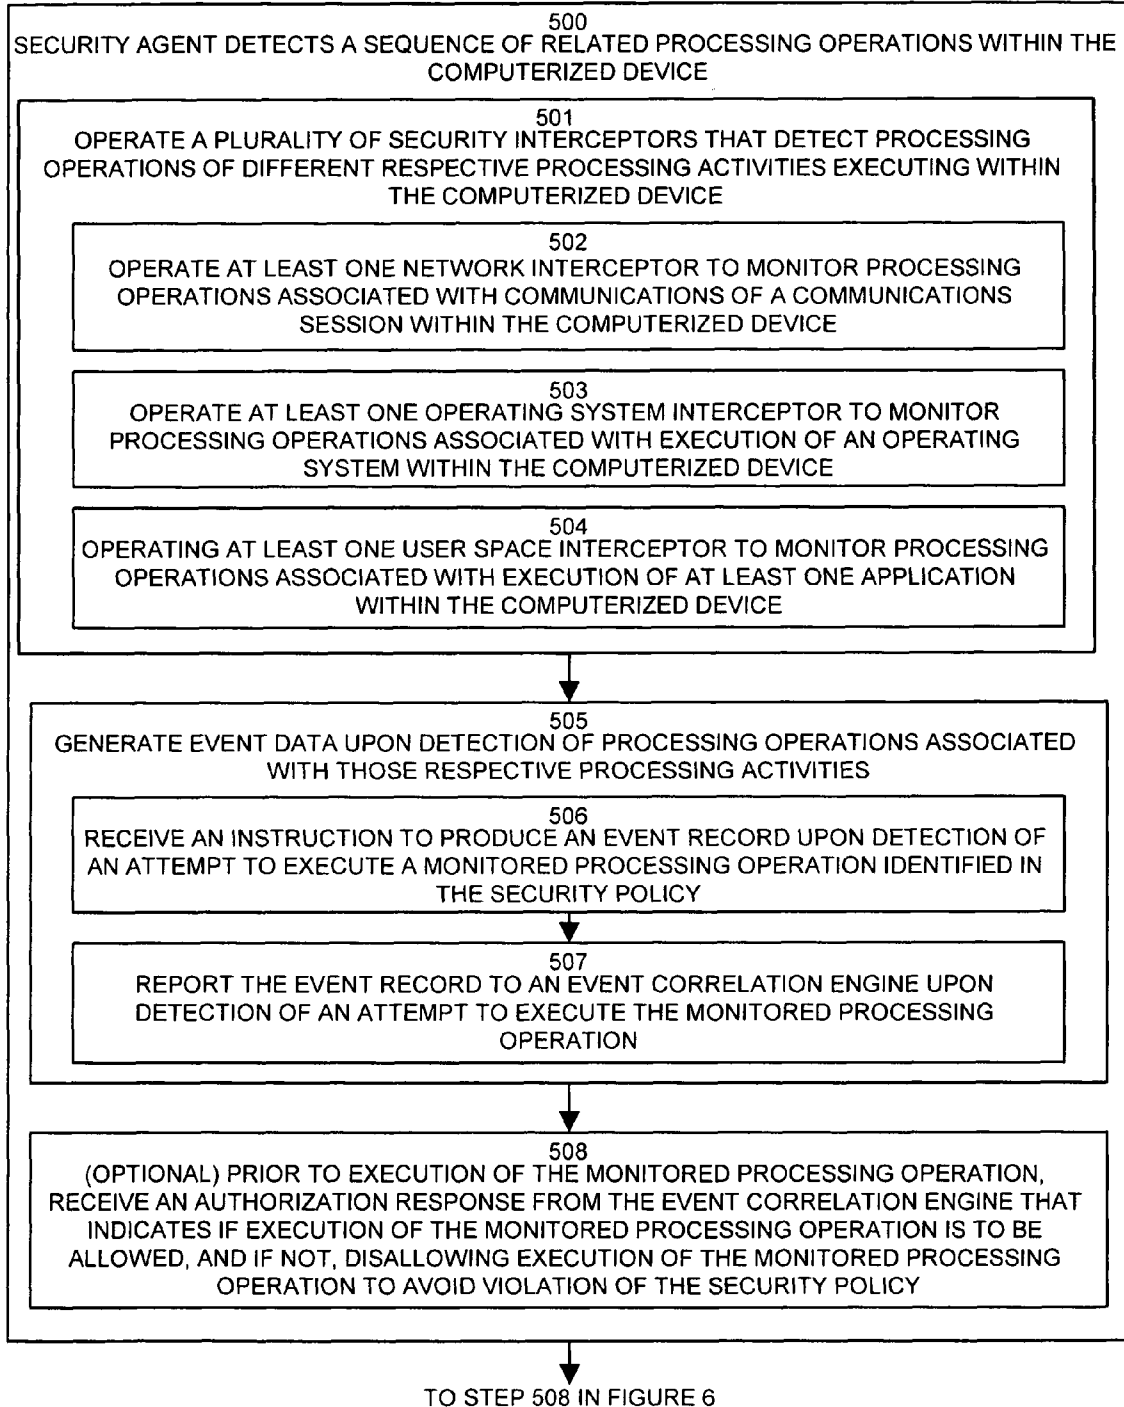 500
SECURITY AGENT DETECTS A SEQUENCE OF RELATED PROCESSING OPERATIONS WITHIN THE
COMPUTERIZED DEVICE
501
OPERATE A PLURALITY OF SECURITY INTERCEPTORS THAT DETECT PROCESSING
OPERATIONS OF DIFFERENT RESPECTIVE PROCESSING ACTIVITIES EXECUTING WITHIN
THE COMPUTERIZED DEVICE
502
OPERATE AT LEAST ONE NETWORK INTERCEPTOR TO MONITOR PROCESSING
OPERATIONS ASSOCIATED WITH COMMUNICATIONS OF A COMMUNICATIONS
SESSION WITHIN THE COMPUTERIZED DEVICE
503
OPERATE AT LEAST ONE OPERATING SYSTEM INTERCEPTOR TO MONITOR
PROCESSING OPERATIONS ASSOCIATED WITH EXECUTION OF AN OPERATING
SYSTEM WITHIN THE COMPUTERIZED DEVICE
504
OPERATING AT LEAST ONE USER SPACE INTERCEPTOR TO MONITOR PROCESSING
OPERATIONS ASSOCIATED WITH EXECUTION OF AT LEAST ONE APPLICATION
WITHIN THE COMPUTERIZED DEVICE
505
GENERATE EVENT DATA UPON DETECTION OF PROCESSING OPERATIONS ASSOCIATED
WITH THOSE RESPECTIVE PROCESSING ACTIVITIES
506
RECEIVE AN INSTRUCTION TO PRODUCE AN EVENT RECORD UPON DETECTION OF
AN ATTEMPT TO EXECUTE A MONITORED PROCESSING OPERATION IDENTIFIED IN
THE SECURITY POLICY
507
REPORT THE EVENT RECORD TO AN EVENT CORRELATION ENGINE UPON
DETECTION OF AN ATTEMPT TO EXECUTE THE MONITORED PROCESSING
OPERATION
508
(OPTIONAL) PRIOR TO EXECUTION OF THE MONITORED PROCESSING OPERATION,
RECEIVE AN AUTHORIZATION RESPONSE FROM THE EVENT CORRELATION ENGINE THAT
INDICATES IF EXECUTION OF THE MONITORED PROCESSING OPERATION IS TO BE
ALLOWED, AND IF NOT, DISALLOWING EXECUTION OF THE MONITORED PROCESSING
OPERATION TO AVOID VIOLATION OF THE SECURITY POLICY
TO STEP 508 IN FIGURE 6